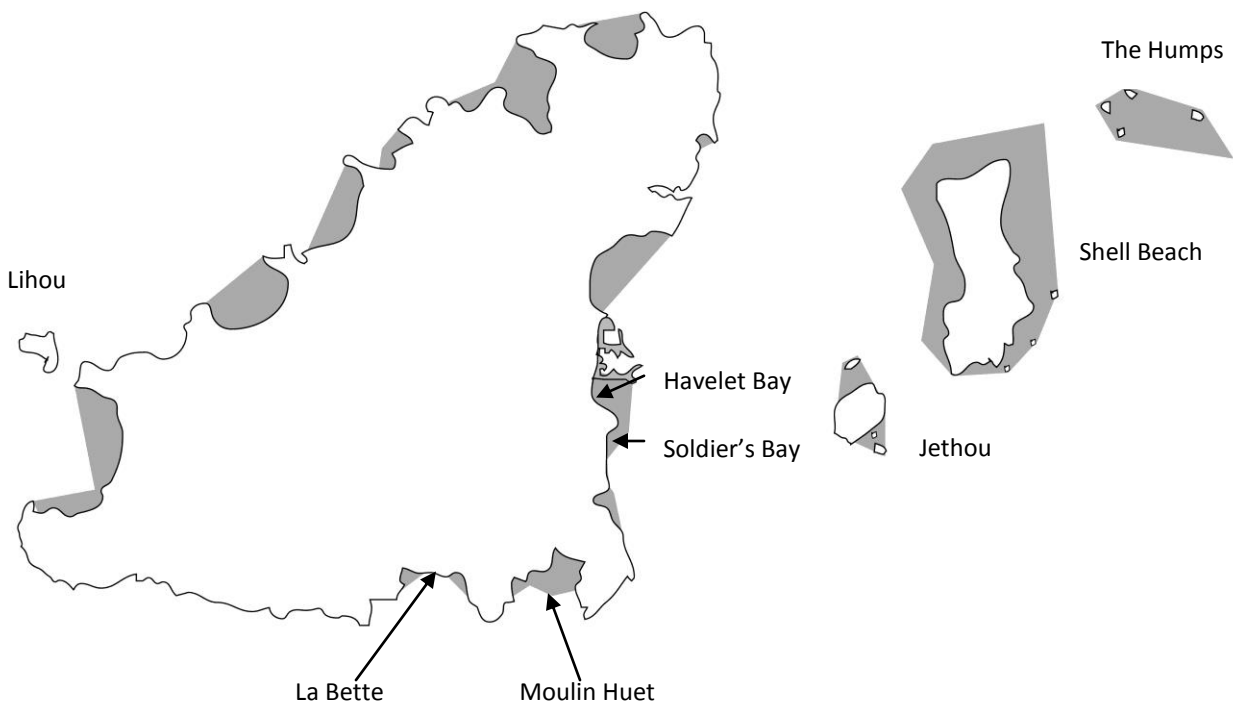 The Humps
Shell Beach
Lihou
Havelet Bay
Soldier’s Bay
Jethou
La Bette
Moulin Huet